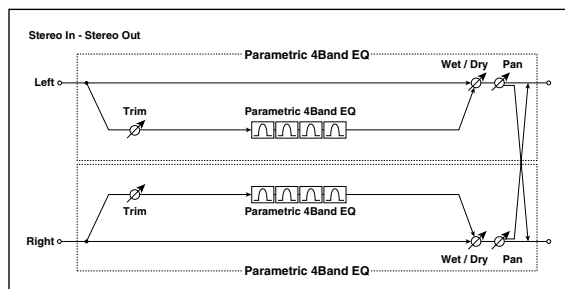 Stereo In - Stereo Out
Parametric 4Band EQ
Wet / Dry Pan
Left
Trim
Parametric 4Band EQ
Trim
Parametric 4Band EQ
Right
Wet / Dry Pan
Parametric 4Band EQ